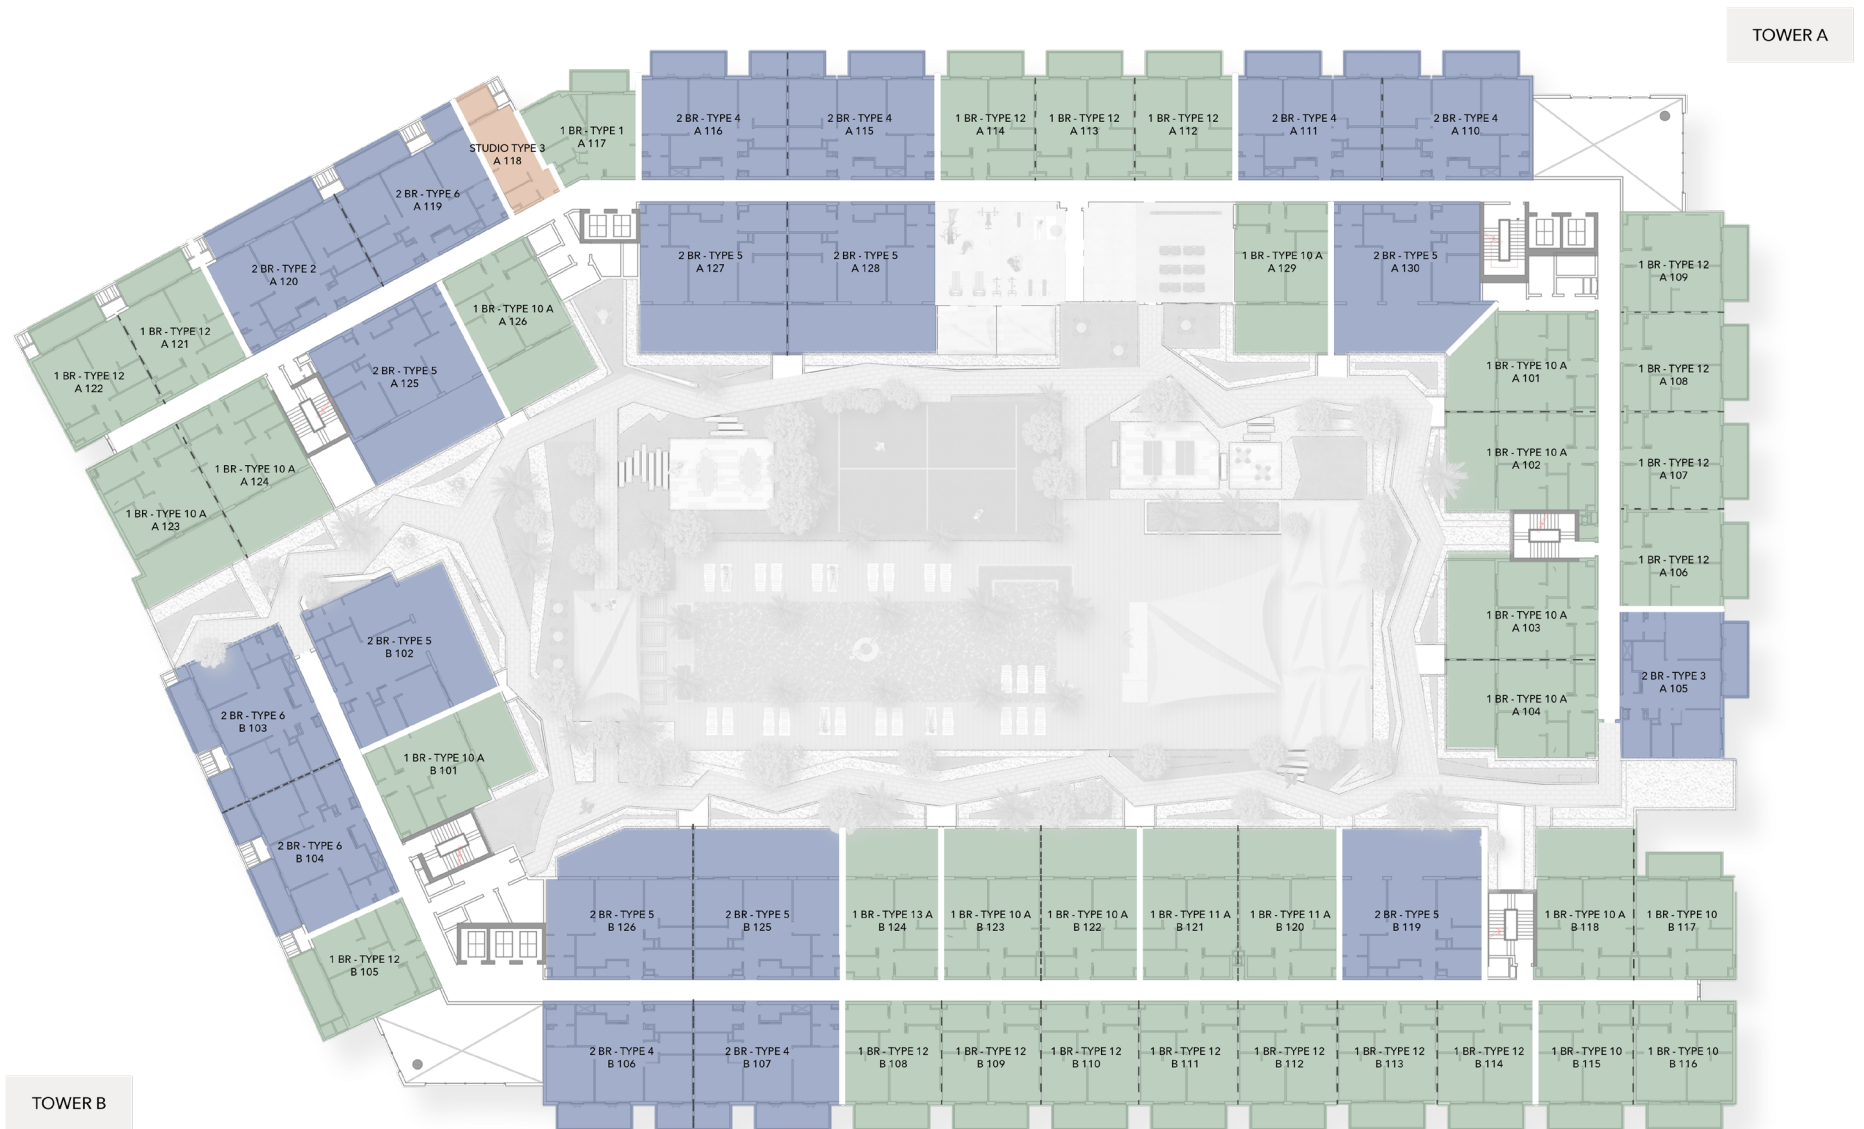 TOWER A
2 BR - TYPE 4
A 116
2 BR - TYPE 4
A 115
1 BR - TYPE 12
A 114
1 BR - TYPE 12
A 113
1 BR - TYPE 12
A 112
2 BR - TYPE 4
A 111
2 BR - TYPE 4
A 110
1 BR - TYPE 1
A 117
STUDIO TYPE 3
A 118
2 BR - TYPE 6
A 119
2 BR - TYPE 2
A 120
1 BR - TYPE 12
A 121
1 BR - TYPE 12
A 122
2 BR - TYPE 5
A 127
2 BR - TYPE 5
A 128
1 BR - TYPE 10 A
A 129
2 BR - TYPE 5
A 130
1 BR - TYPE 12
A 109
1 BR - TYPE 10 A
A 126
2 BR - TYPE 5
A 125
1 BR - TYPE 10 A
A 124
1 BR - TYPE 10 A
A 123
1 BR - TYPE 10 A
A 101
1 BR - TYPE 12
A 108
1 BR - TYPE 10 A
A 102
1 BR - TYPE 12
A 107
1 BR - TYPE 12
A 106
1 BR - TYPE 10 A
A 103
1 BR - TYPE 10 A
A 104
2 BR - TYPE 3
A 105
2 BR - TYPE 5
B 102
2 BR - TYPE 6
B 103
1 BR - TYPE 10 A
B 101
2 BR - TYPE 6
B 104
1 BR - TYPE 12
B 105
2 BR - TYPE 5
B 126
2 BR - TYPE 5
B 125
1 BR - TYPE 13 A
B 124
1 BR - TYPE 10 A
B 123
1 BR - TYPE 10 A
B 122
1 BR - TYPE 11 A
B 121
1 BR - TYPE 11 A
B 120
2 BR - TYPE 5
B 119
1 BR - TYPE 10 A
B 118
1 BR - TYPE 10
B 117
2 BR - TYPE 4
B 106
2 BR - TYPE 4
B 107
1 BR - TYPE 12
B 108
1 BR - TYPE 12
B 109
1 BR - TYPE 12
B 110
1 BR - TYPE 12
B 111
1 BR - TYPE 12
B 112
1 BR - TYPE 12
B 113
1 BR - TYPE 12
B 114
1 BR - TYPE 10
B 115
1 BR - TYPE 10
B 116
TOWER B